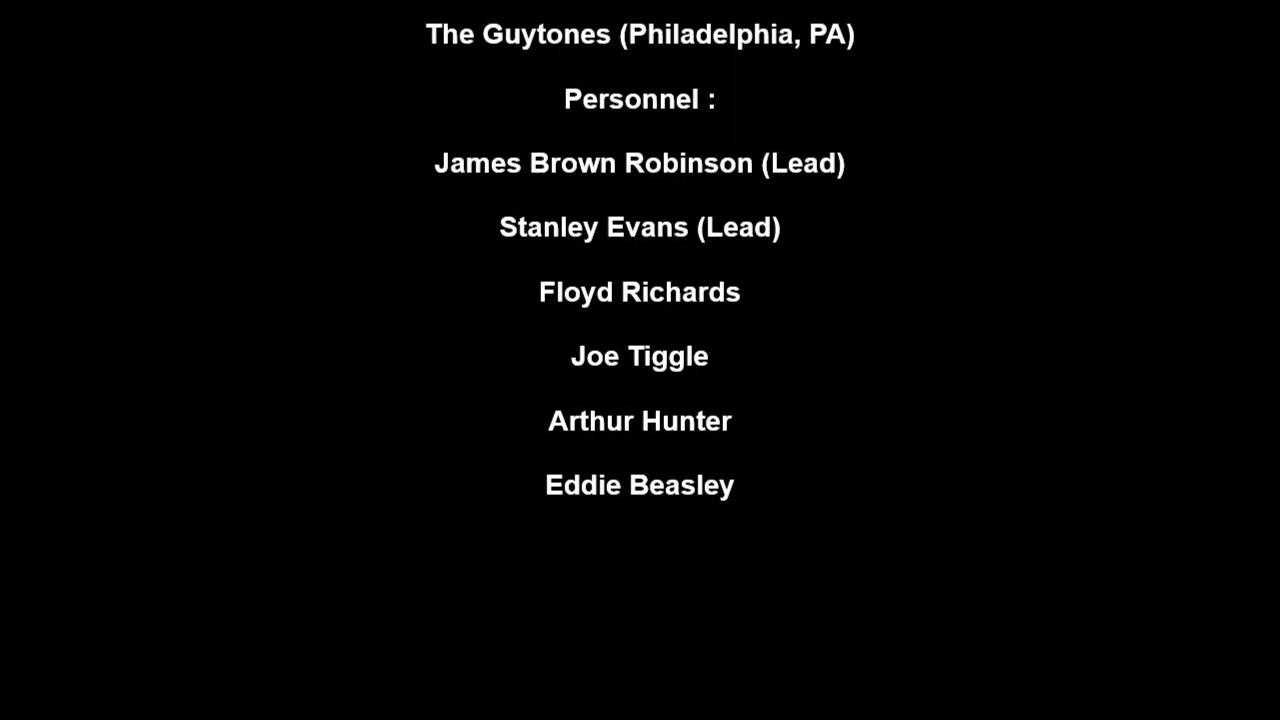 The Guytones (Philadelphia, PA)
Personnel :
James Brown Robinson (Lead)
Stanley Evans (Lead)
Floyd Richards
Joe Tiggle
Arthur Hunter
Eddie Beasley